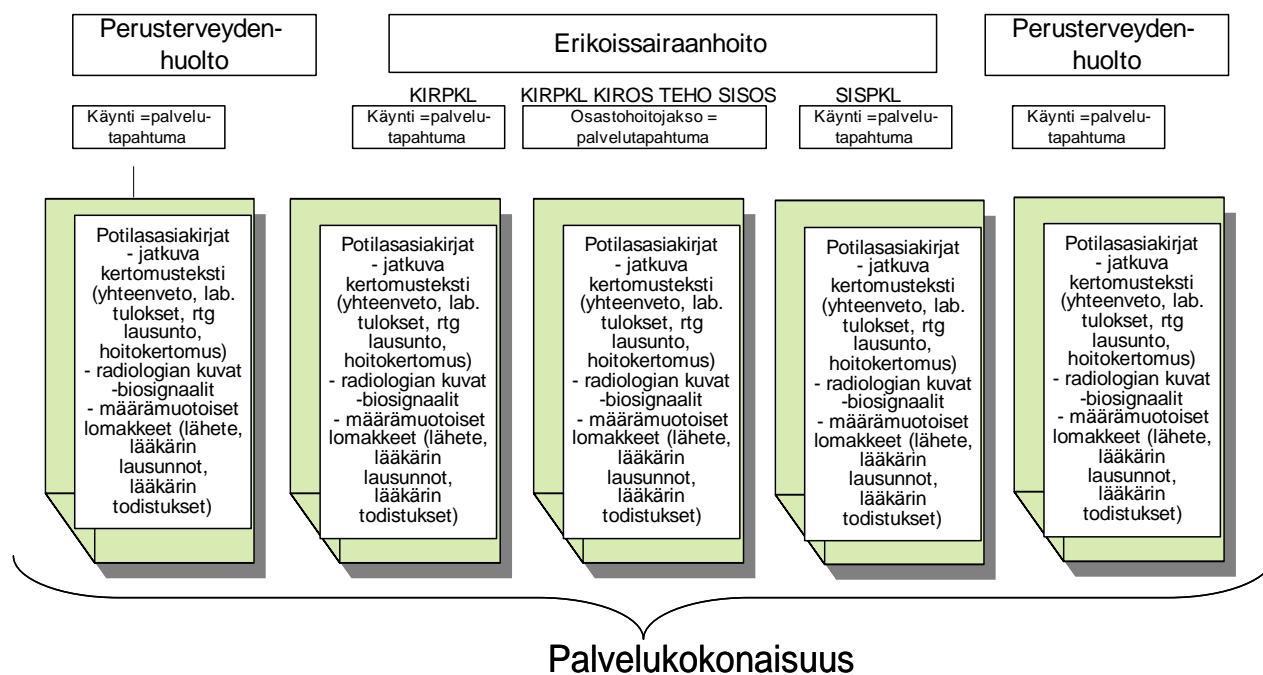 Perusterveyden-
huolto
Erikoissairaanhoito
Perusterveyden-
huolto
KIRPKL
KIRPKL KIROS TEHO SISOS
SISPKL
Käynti =palvelu-
tapahtuma
Käynti =palvelu-
tapahtuma
Osastohoitojakso =
palvelutapahtuma
Käynti =palvelu-
tapahtuma
Käynti =palvelu-
tapahtuma
Potilasasiakirjat
- jatkuva
kertomusteksti
(yhteenveto, lab.
tulokset, rtg
lausunto,
hoitokertomus)
- radiologian kuvat
-biosignaalit
- määrämuotoiset
lomakkeet (lähete,
lääkärin
lausunnot,
lääkärin
todistukset)
Potilasasiakirjat
- jatkuva
kertomusteksti
(yhteenveto, lab.
tulokset, rtg
lausunto,
hoitokertomus)
- radiologian kuvat
-biosignaalit
- määrämuotoiset
lomakkeet (lähete,
lääkärin
lausunnot,
lääkärin
todistukset)
Potilasasiakirjat
- jatkuva
kertomusteksti
(yhteenveto, lab.
tulokset, rtg
lausunto,
hoitokertomus)
- radiologian kuvat
-biosignaalit
- määrämuotoiset
lomakkeet (lähete,
lääkärin
lausunnot,
lääkärin
todistukset)
Potilasasiakirjat
- jatkuva
kertomusteksti
(yhteenveto, lab.
tulokset, rtg
lausunto,
hoitokertomus)
- radiologian kuvat
-biosignaalit
- määrämuotoiset
lomakkeet (lähete,
lääkärin
lausunnot,
lääkärin
todistukset)
Potilasasiakirjat
- jatkuva
kertomusteksti
(yhteenveto, lab.
tulokset, rtg
lausunto,
hoitokertomus)
- radiologian kuvat
-biosignaalit
- määrämuotoiset
lomakkeet (lähete,
lääkärin
lausunnot,
lääkärin
todistukset)
Palvelukokonaisuus